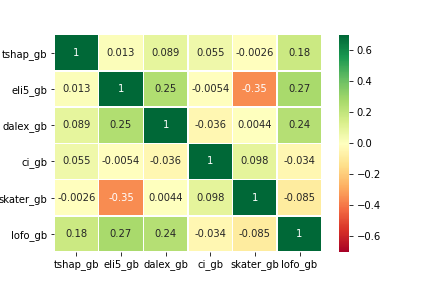 tshap_gb 1 0.013 0.089 0.055 -0.0026 0.18
eli5_gb 0.013 1 0.25 -0.0054 -0.35 0.27
dalex_gb 0.089 0.25 1 -0.036 0.0044 0.24
ci_gb 0.055 -0.0054 -0.036 1 0.098 -0.034
skater_gb -0.0026 -0.35 0.0044 0.098 1 -0.085
lofo_gb 0.18 0.27 0.24 -0.034 -0.085 1
tshap_gb eli5_gb dalex_gb ci_gb skater_gb lofo_gb
0.6
0.4
0.2
0.0
−0.2
−0.4
−0.6